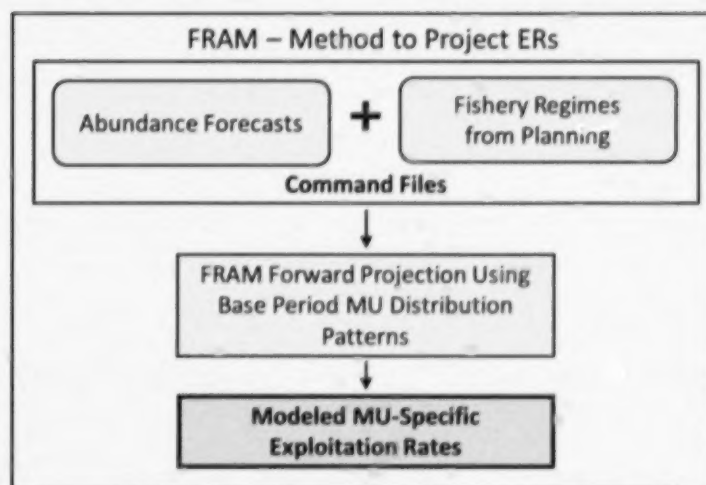 FRAM – Method to Project ERs
Abundance Forecasts
+
Fishery Regimes
from Planning
Command Files
FRAM Forward Projection Using
Base Period MU Distribution
Patterns
Modeled MU-Specific
Exploitation Rates